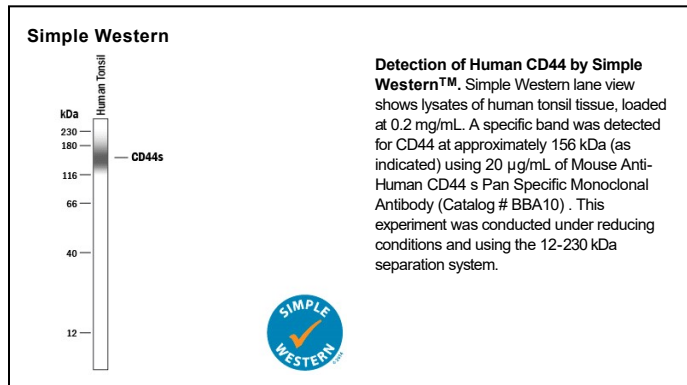 Simple Western
Human Tonsil
kDa
230
180
CD44s
116
66
40
12
SIMPLE
WESTERN
© 2014
Detection of Human CD44 by Simple
Western™. Simple Western lane view
shows lysates of human tonsil tissue, loaded
at 0.2 mg/mL. A specific band was detected
for CD44 at approximately 156 kDa (as
indicated) using 20 µg/mL of Mouse Anti-
Human CD44 s Pan Specific Monoclonal
Antibody (Catalog # BBA10) . This
experiment was conducted under reducing
conditions and using the 12-230 kDa
separation system.